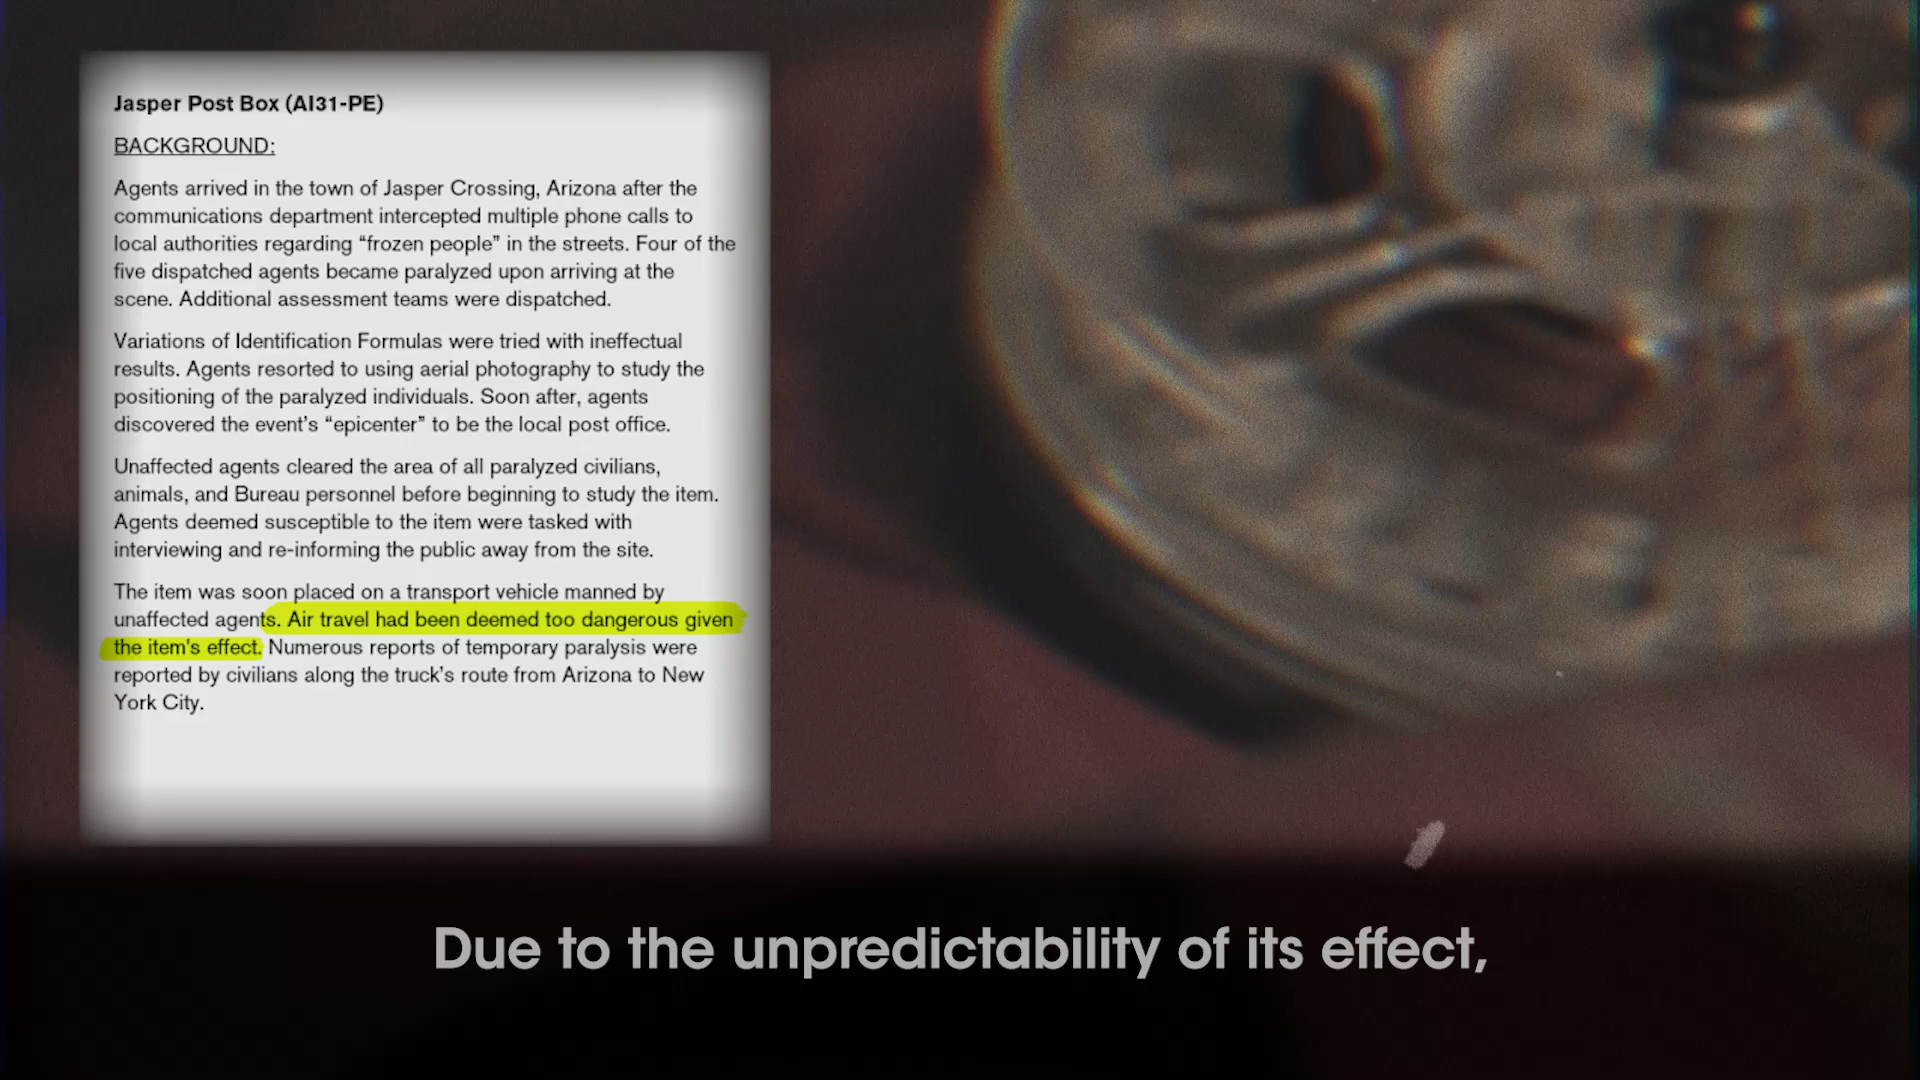 Jasper Post Box (AI31-PE)
BACKGROUND:
Agents arrived in the town of Jasper Crossing, Arizona after the
communications department intercepted multiple phone calls to
local authorities regarding “frozen people” in the streets. Four of the
five dispatched agents became paralyzed upon arriving at the
scene. Additional assessment teams were dispatched.
Variations of Identification Formulas were tried with ineffectual
results. Agents resorted to using aerial photography to study the
positioning of the paralyzed individuals. Soon after, agents
discovered the event’s “epicenter” to be the local post office.
Unaffected agents cleared the area of all paralyzed civilians,
animals, and Bureau personnel before beginning to study the item.
Agents deemed susceptible to the item were tasked with
interviewing and re-informing the public away from the site.
The item was soon placed on a transport vehicle manned by
unaffected agents. Air travel had been deemed too dangerous given
the item's effect. Numerous reports of temporary paralysis were
reported by civilians along the truck’s route from Arizona to New
York City.
Due to the unpredictability of its effect,